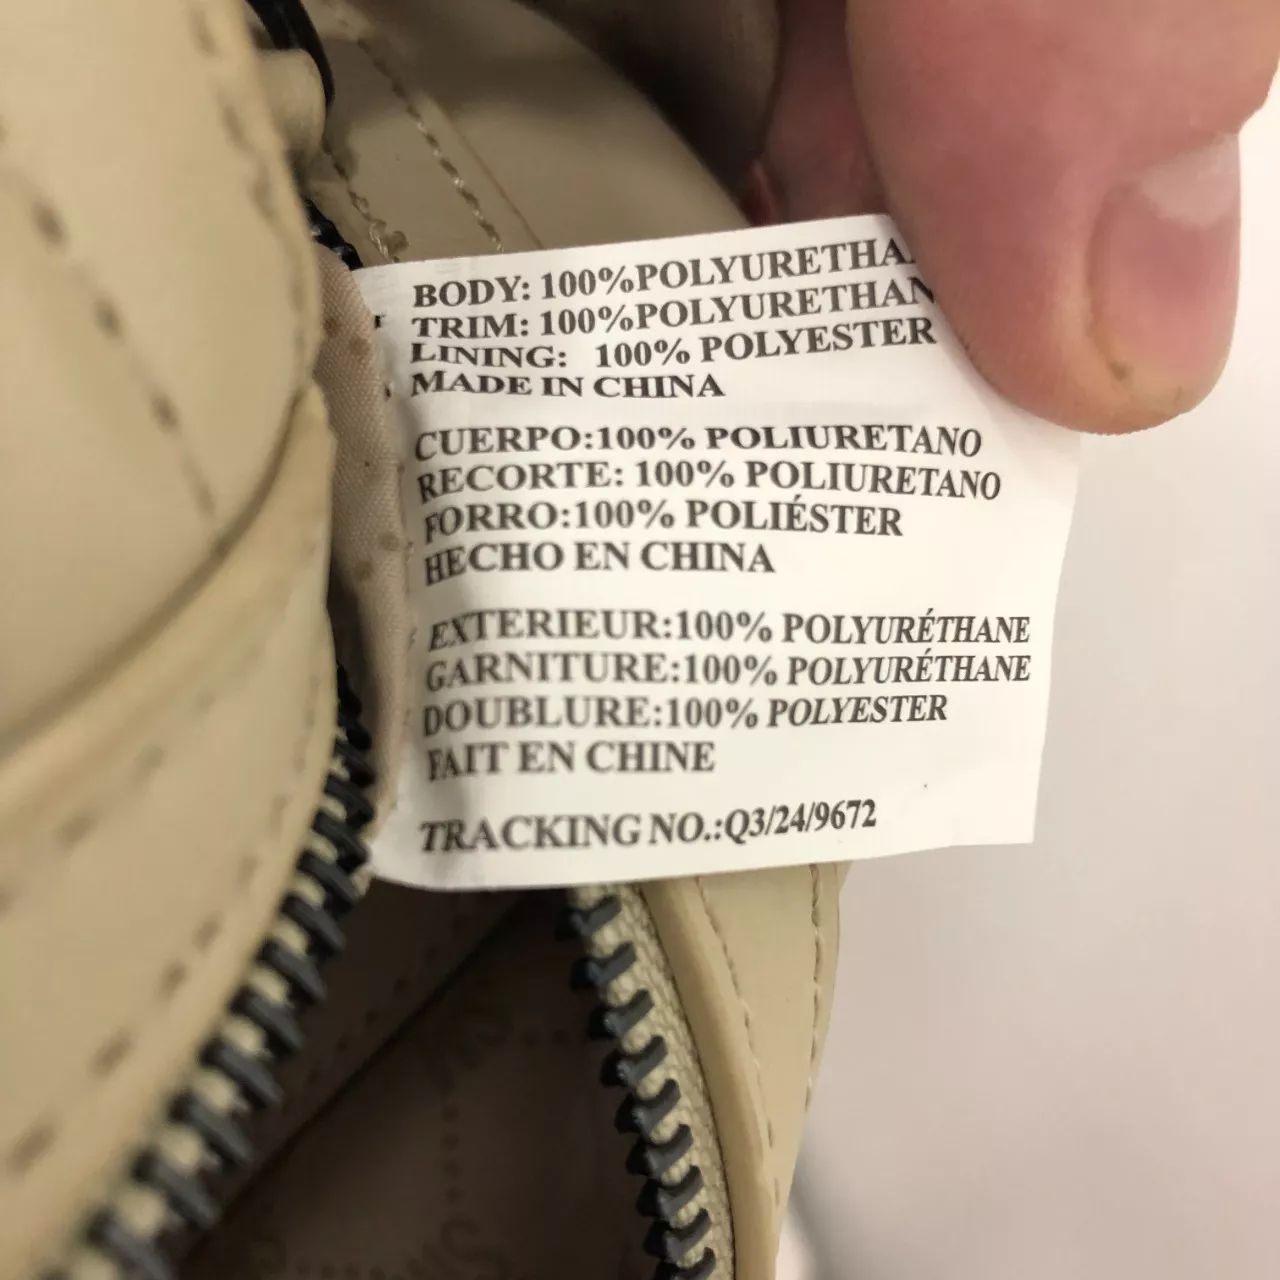 BODY: 100%POLYURETHA
TRIM: 100%POLYURETHAN
LINING: 100% POLYESTER
MADE IN CHINA
CUERPO:100% POLIURETANO
RECORTE: 100% POLIURETANO
FORRO:100% POLIÉSTER
HECHO EN CHINA
EXTERIEUR:100% POLYURÉTHANE
GARNITURE:100% POLYURÉTHANE
DOUBLURE:100% POLYESTER
FAIT EN CHINE
TRACKING NO.:Q3/24/9672